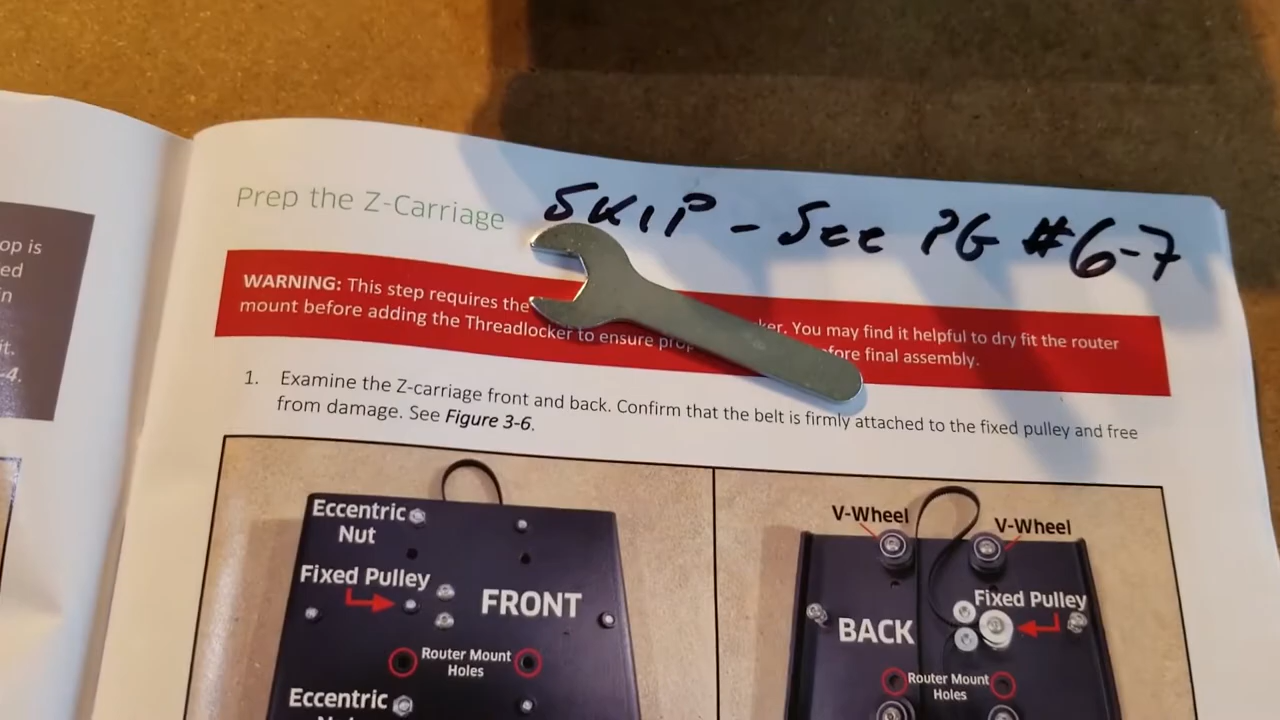 op is
ed
in
it.
-4.
Prep the Z-Carriage SKIP - SEE PG #6-7
WARNING: This step requires the ker. You may find it helpful to dry fit the router
mount before adding the Threadlocker to ensure prop fore final assembly.
1. Examine the Z-carriage front and back. Confirm that the belt is firmly attached to the fixed pulley and free
from damage. See Figure 3-6.
Eccentric
Nut
Fixed Pulley
FRONT
Router Mount
Holes
Eccentric
V-Wheel
V-Wheel
Fixed Pulley
BACK
Router Mount
Holes